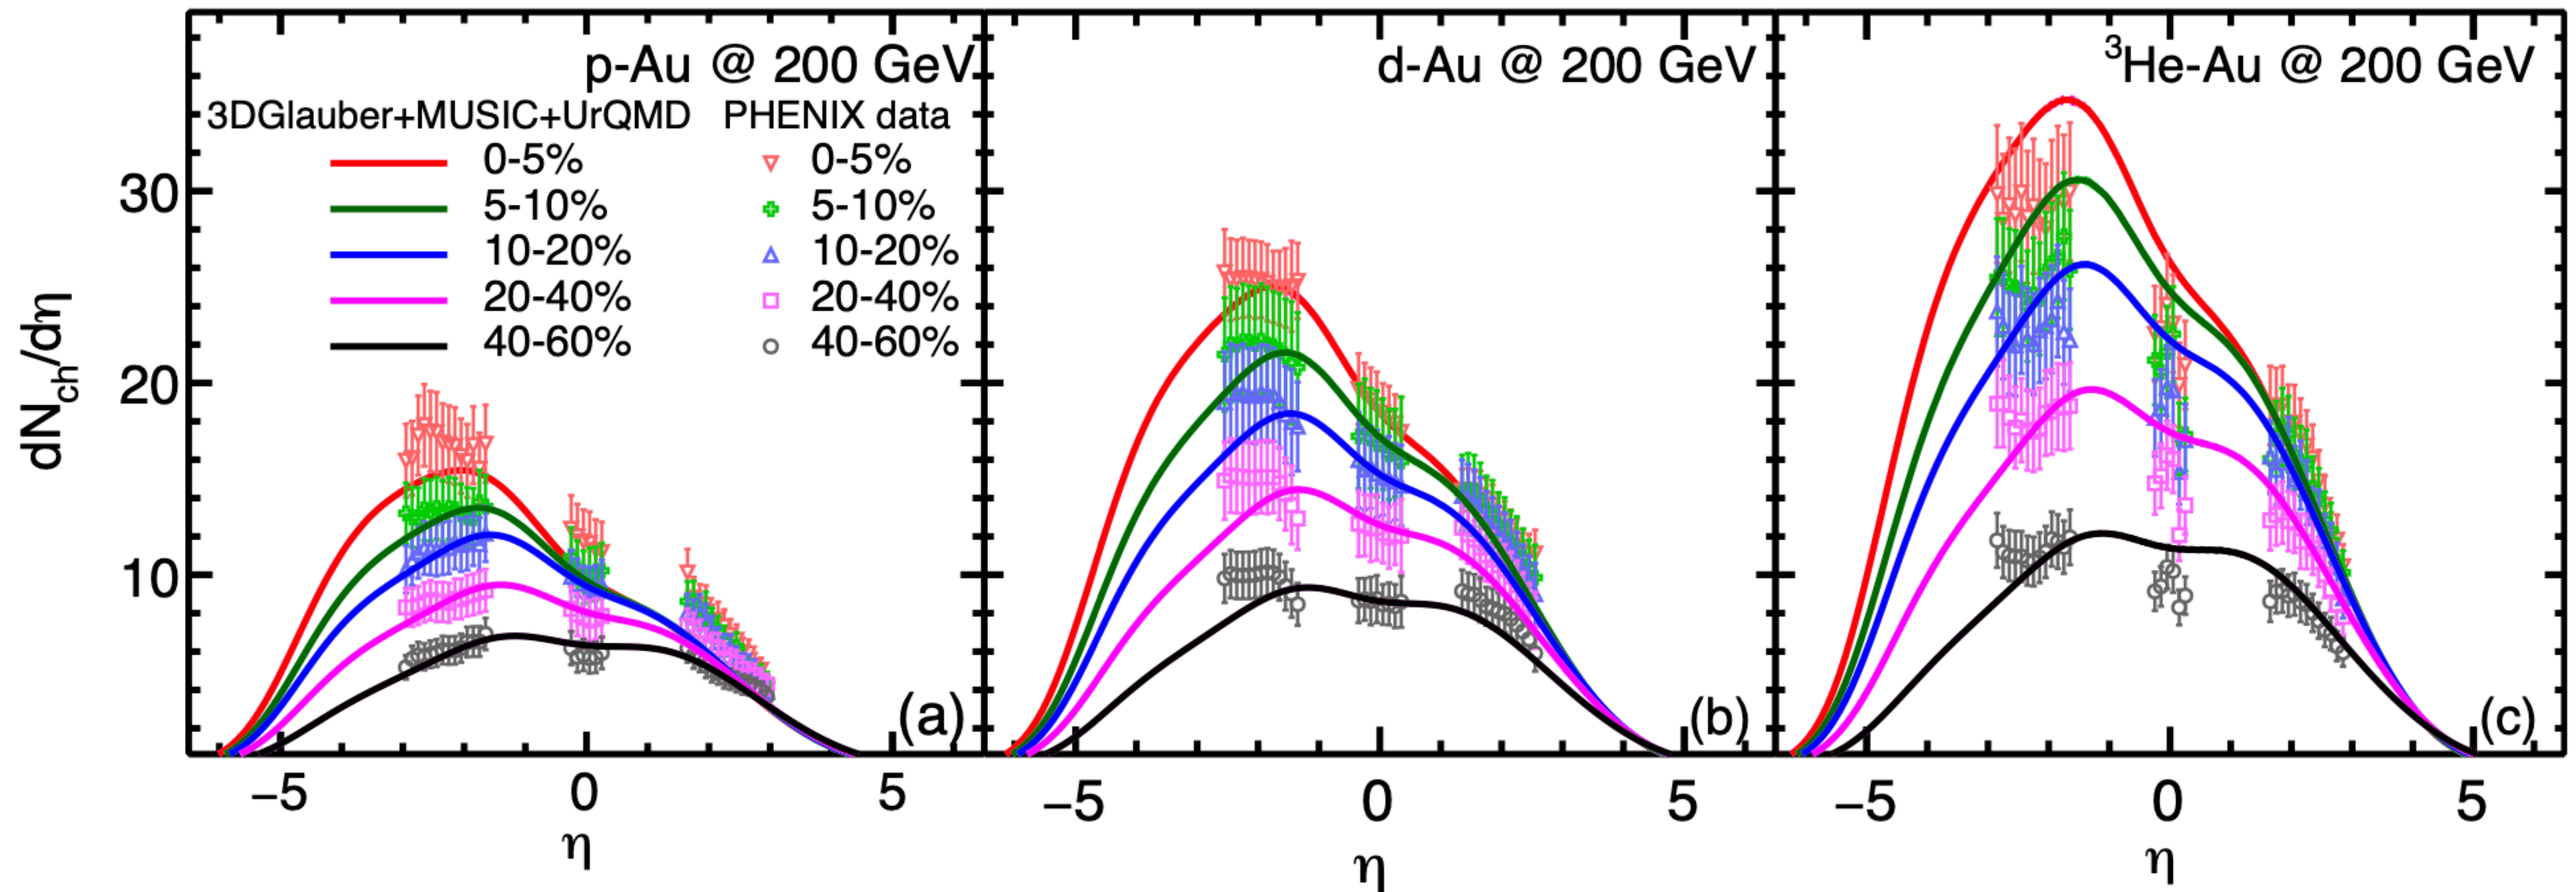 p-Au @ 200 GeV
d-Au @ 200 GeV
³He-Au @ 200 GeV
3DGlauber+MUSIC+UrQMD PHENIX data
0-5% 0-5%
5-10% 5-10%
10-20% 10-20%
20-40% 20-40%
40-60% 40-60%
dN_ch/dη
30
20
10
(a)
(b)
(c)
−5 0 5
−5 0 5
−5 0 5
η
η
η